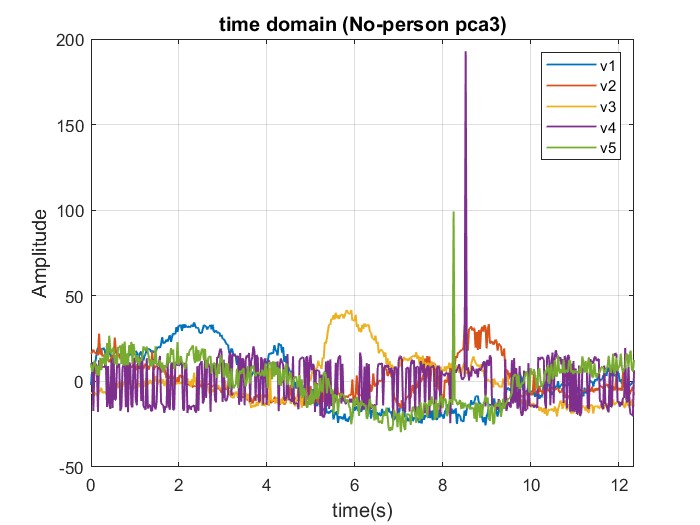 time domain (No-person pca3)
200
150
100
50
0
-50
Amplitude
v1
v2
v3
v4
v5
0 2 4 6 8 10 12
time(s)